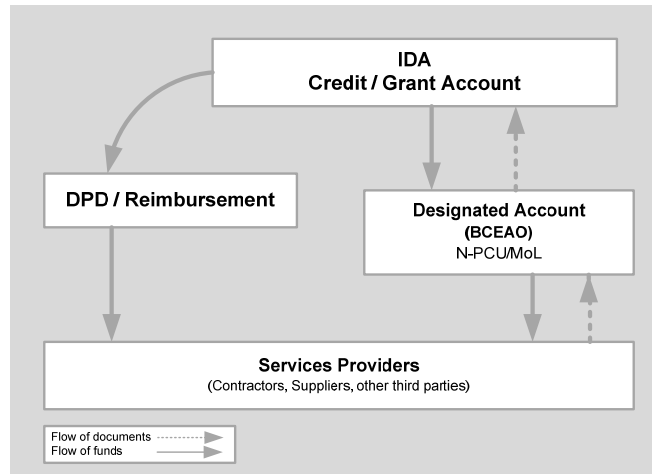 IDA
Credit / Grant Account
DPD / Reimbursement
Designated Account
(BCEAO)
N-PCU/MoL
Services Providers
(Contractors, Suppliers, other third parties)
Flow of documents
Flow of funds